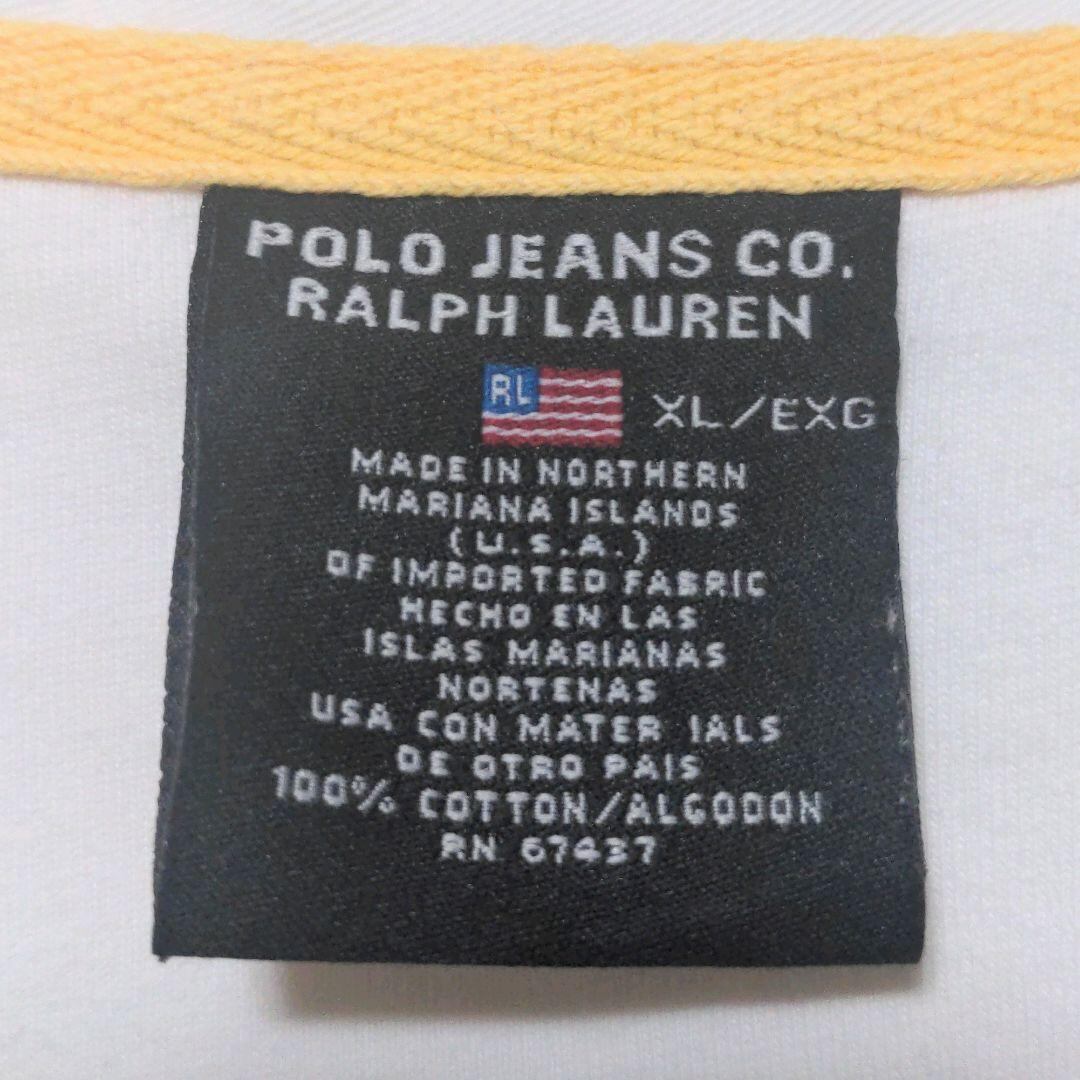 POLO JEANS CO.
RALPH LAUREN
RL XL/EXG
MADE IN NORTHERN
MARIANA ISLANDS
(U.S.A.)
OF IMPORTED FABRIC
HECHO EN LAS
ISLAS MARIANAS
NORTENAS
USA CON MATER IALS
DE OTRO PAIS
100% COTTON/ALGODON
RN 67437